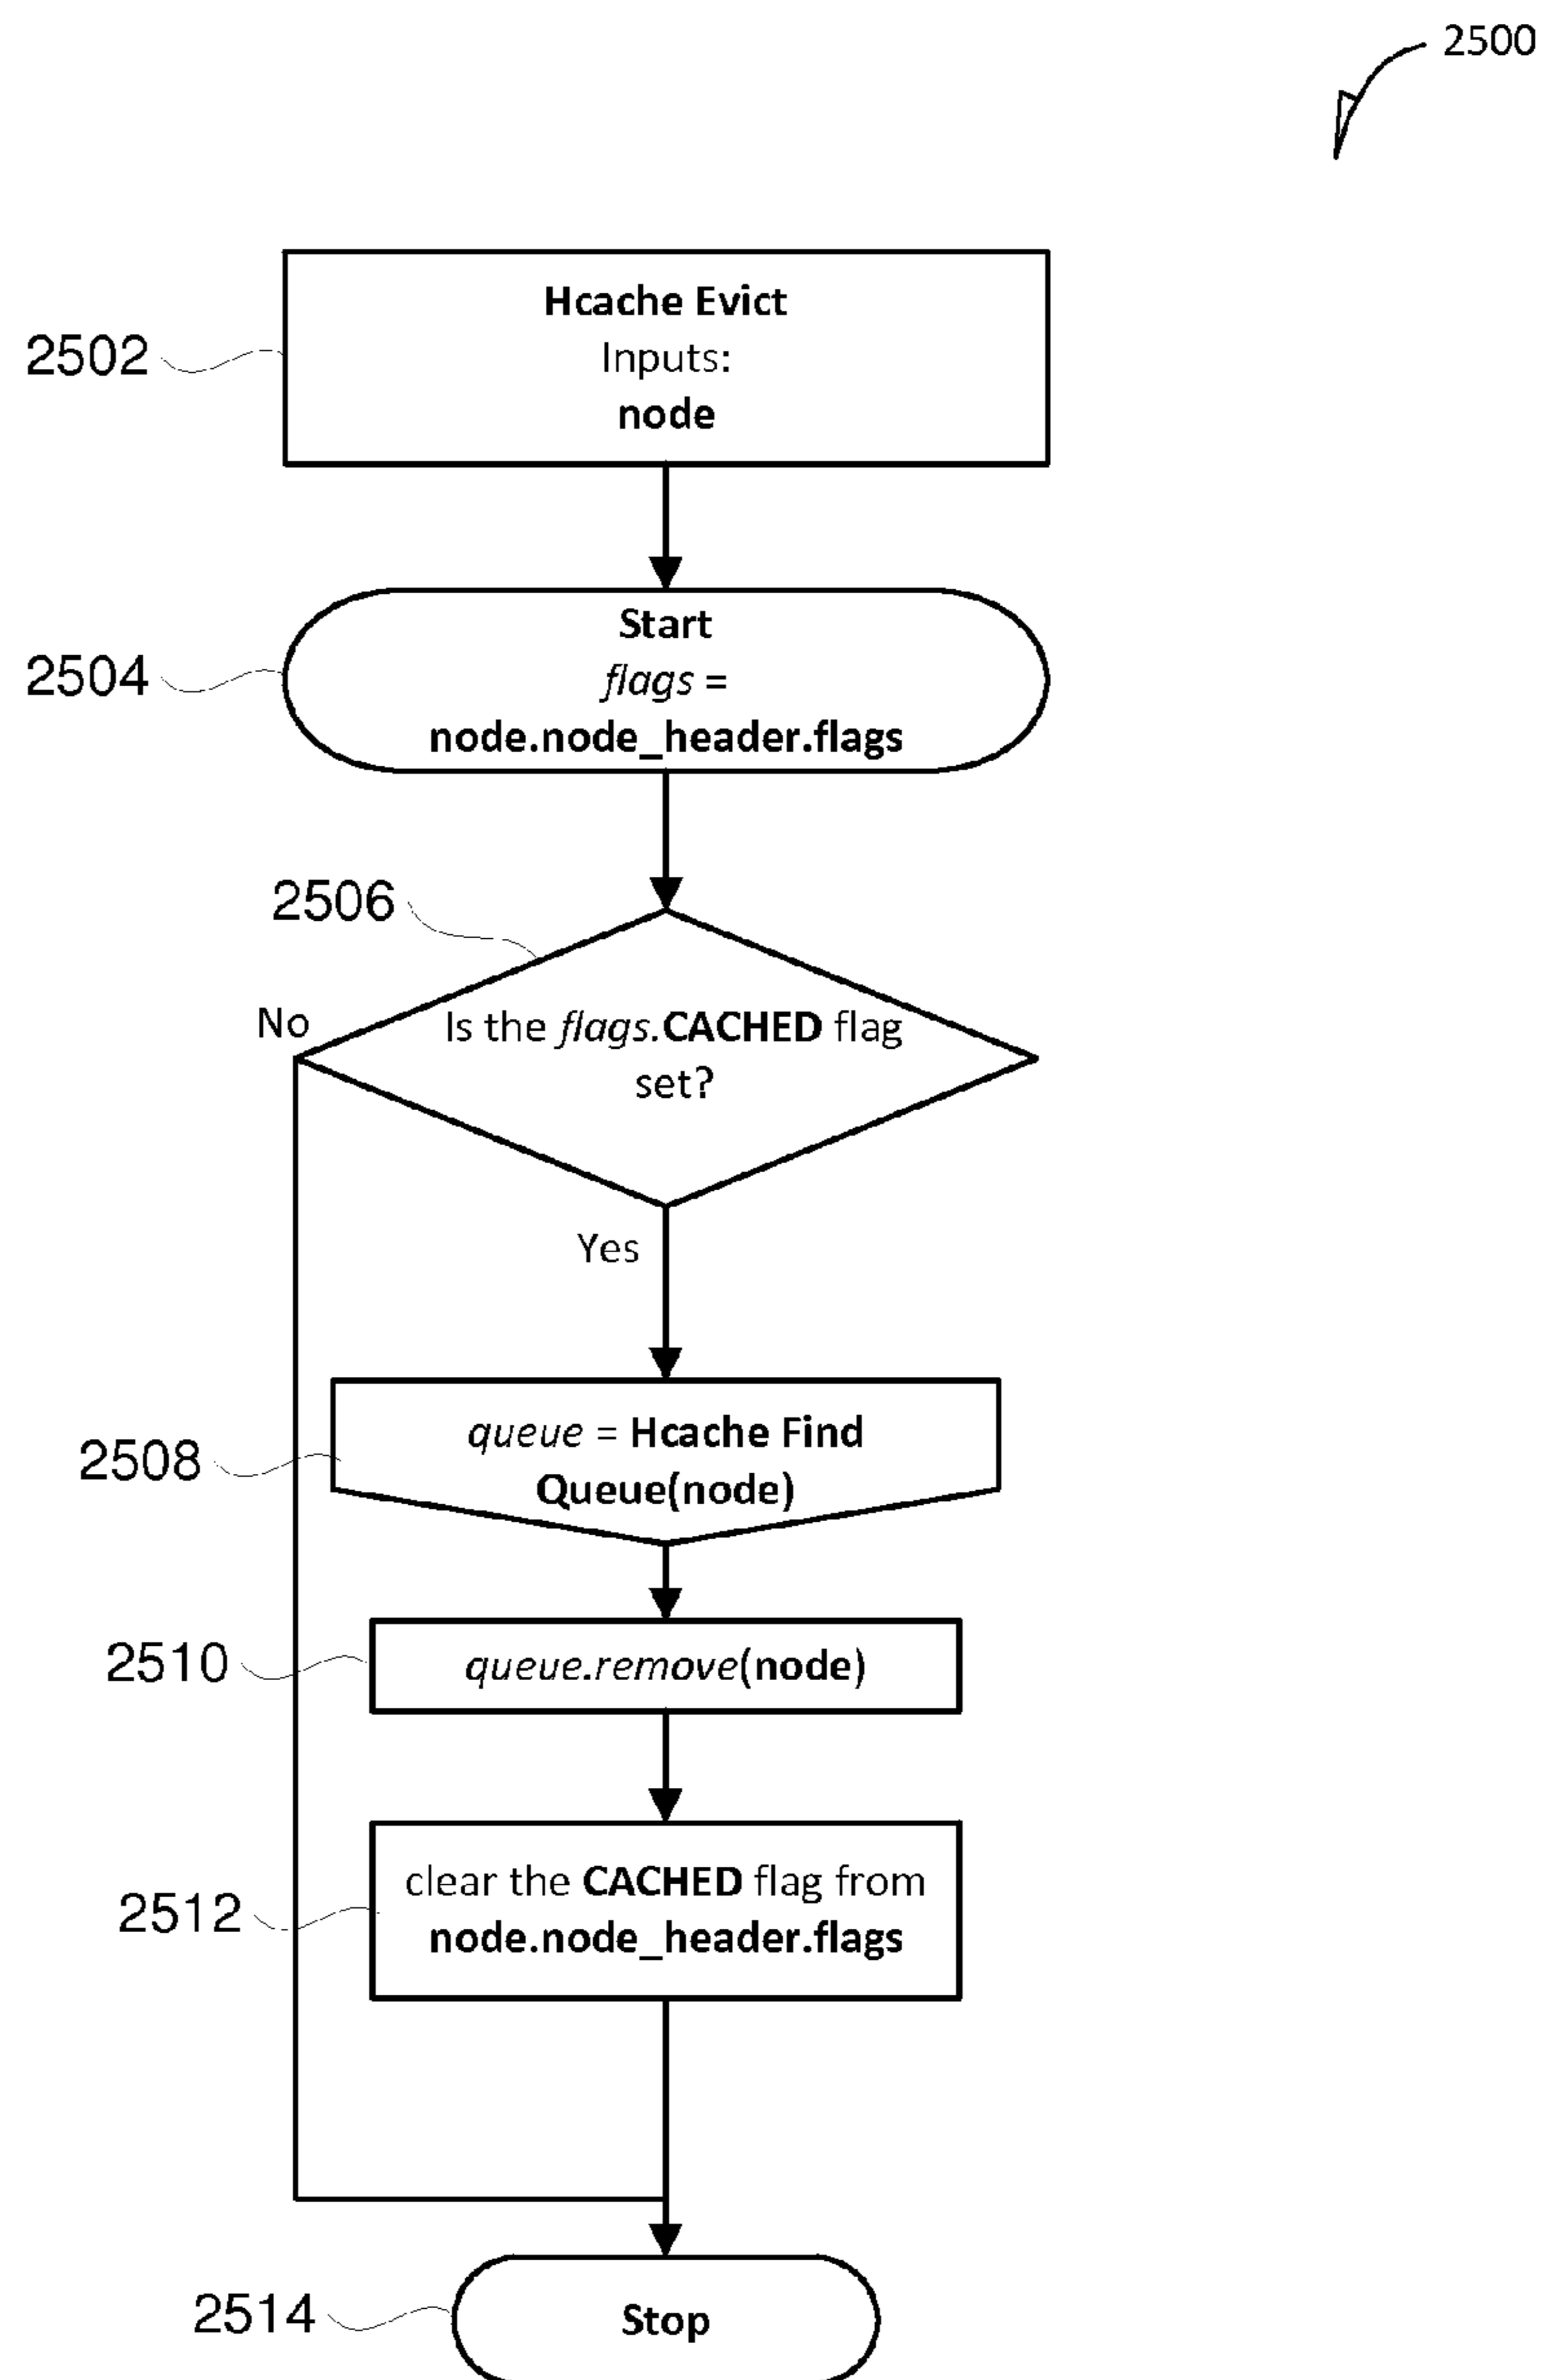 2500
Hcache Evict
Inputs:
node
2502
Start
flags =
node.node_header.flags
2504
2506
No
Is the flags.CACHED flag
set?
Yes
queue = Hcache Find
Queue(node)
2508
2510
queue.remove(node)
clear the CACHED flag from
node.node_header.flags
2512
2514
Stop